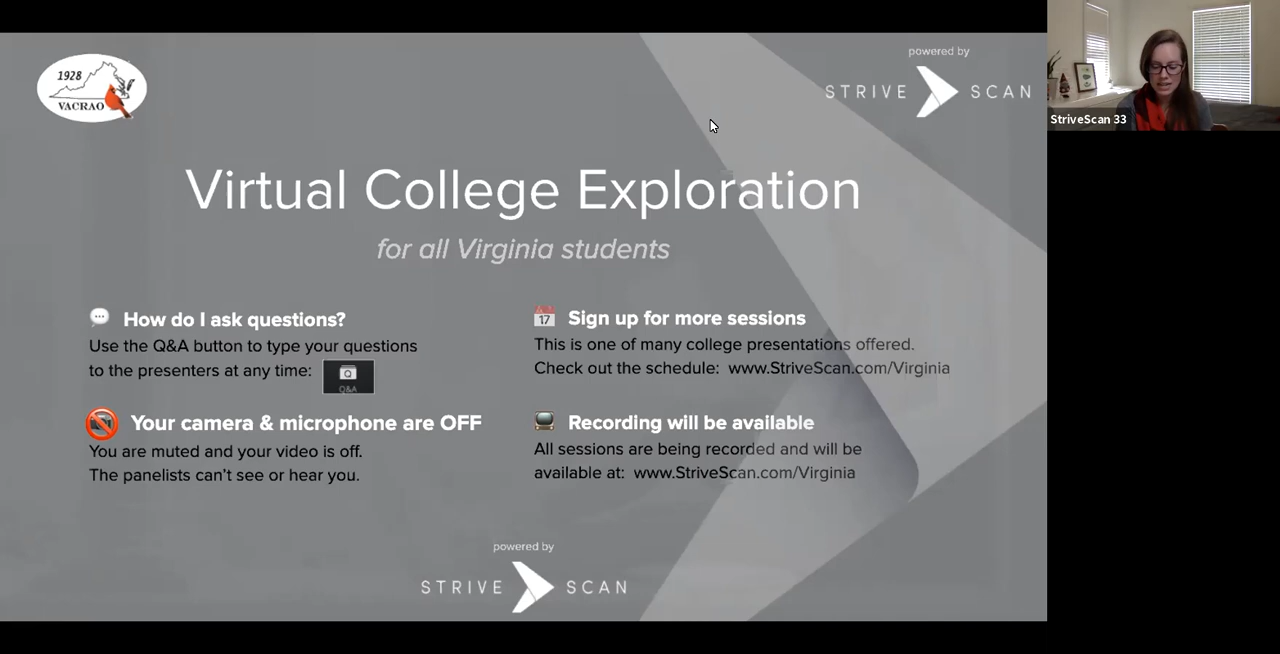 1928
VACRAO
powered by
STRIVE SCAN
Virtual College Exploration
for all Virginia students
How do I ask questions?
Use the Q&A button to type your questions
to the presenters at any time:
Q&A
Your camera & microphone are OFF
You are muted and your video is off.
The panelists can't see or hear you.
17
Sign up for more sessions
This is one of many college presentations offered.
Check out the schedule: www.StriveScan.com/Virginia
Recording will be available
All sessions are being recorded and will be
available at: www.StriveScan.com/Virginia
powered by
STRIVE SCAN
StriveScan 33